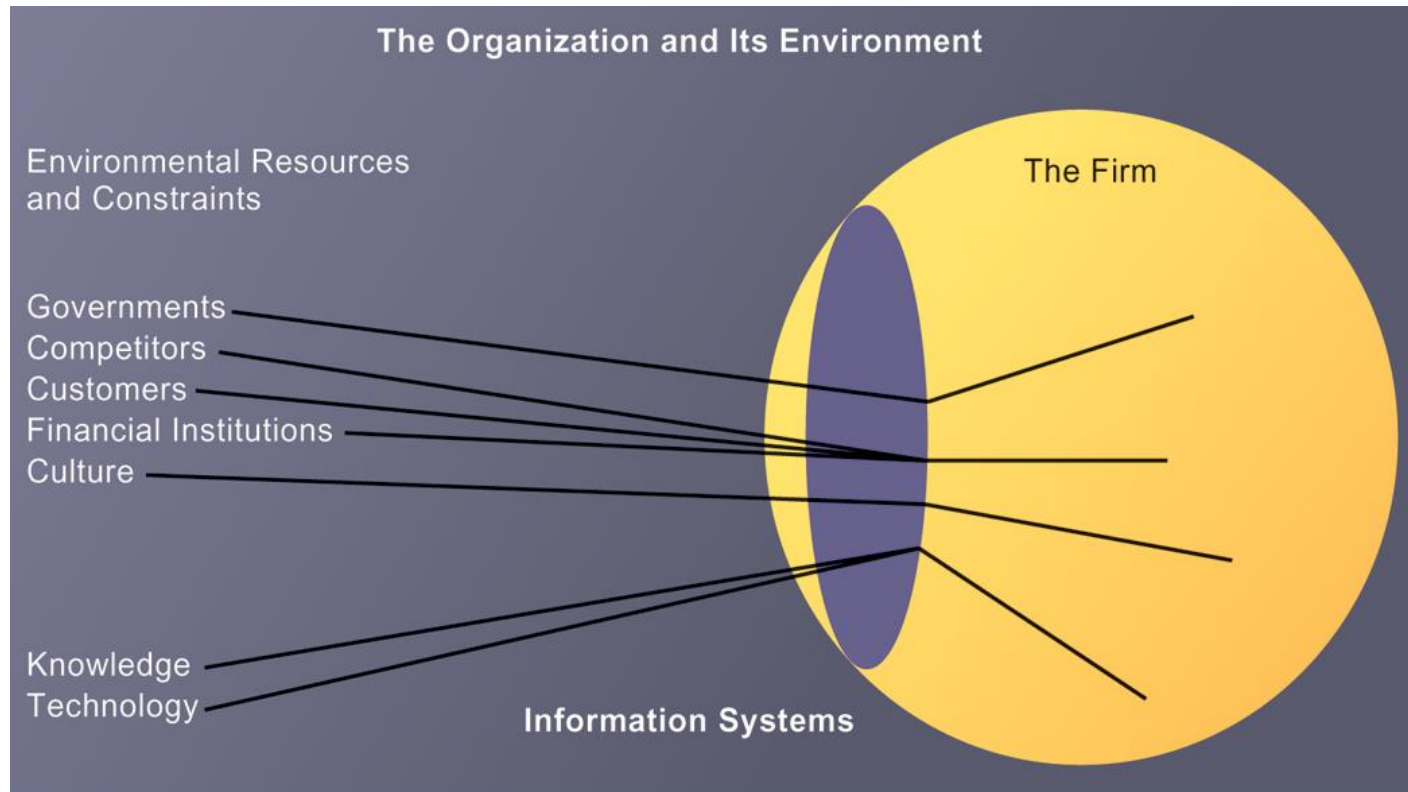 The Organization and Its Environment
Environmental Resources
and Constraints
The Firm
Governments
Competitors
Customers
Financial Institutions
Culture
Knowledge
Technology
Information Systems